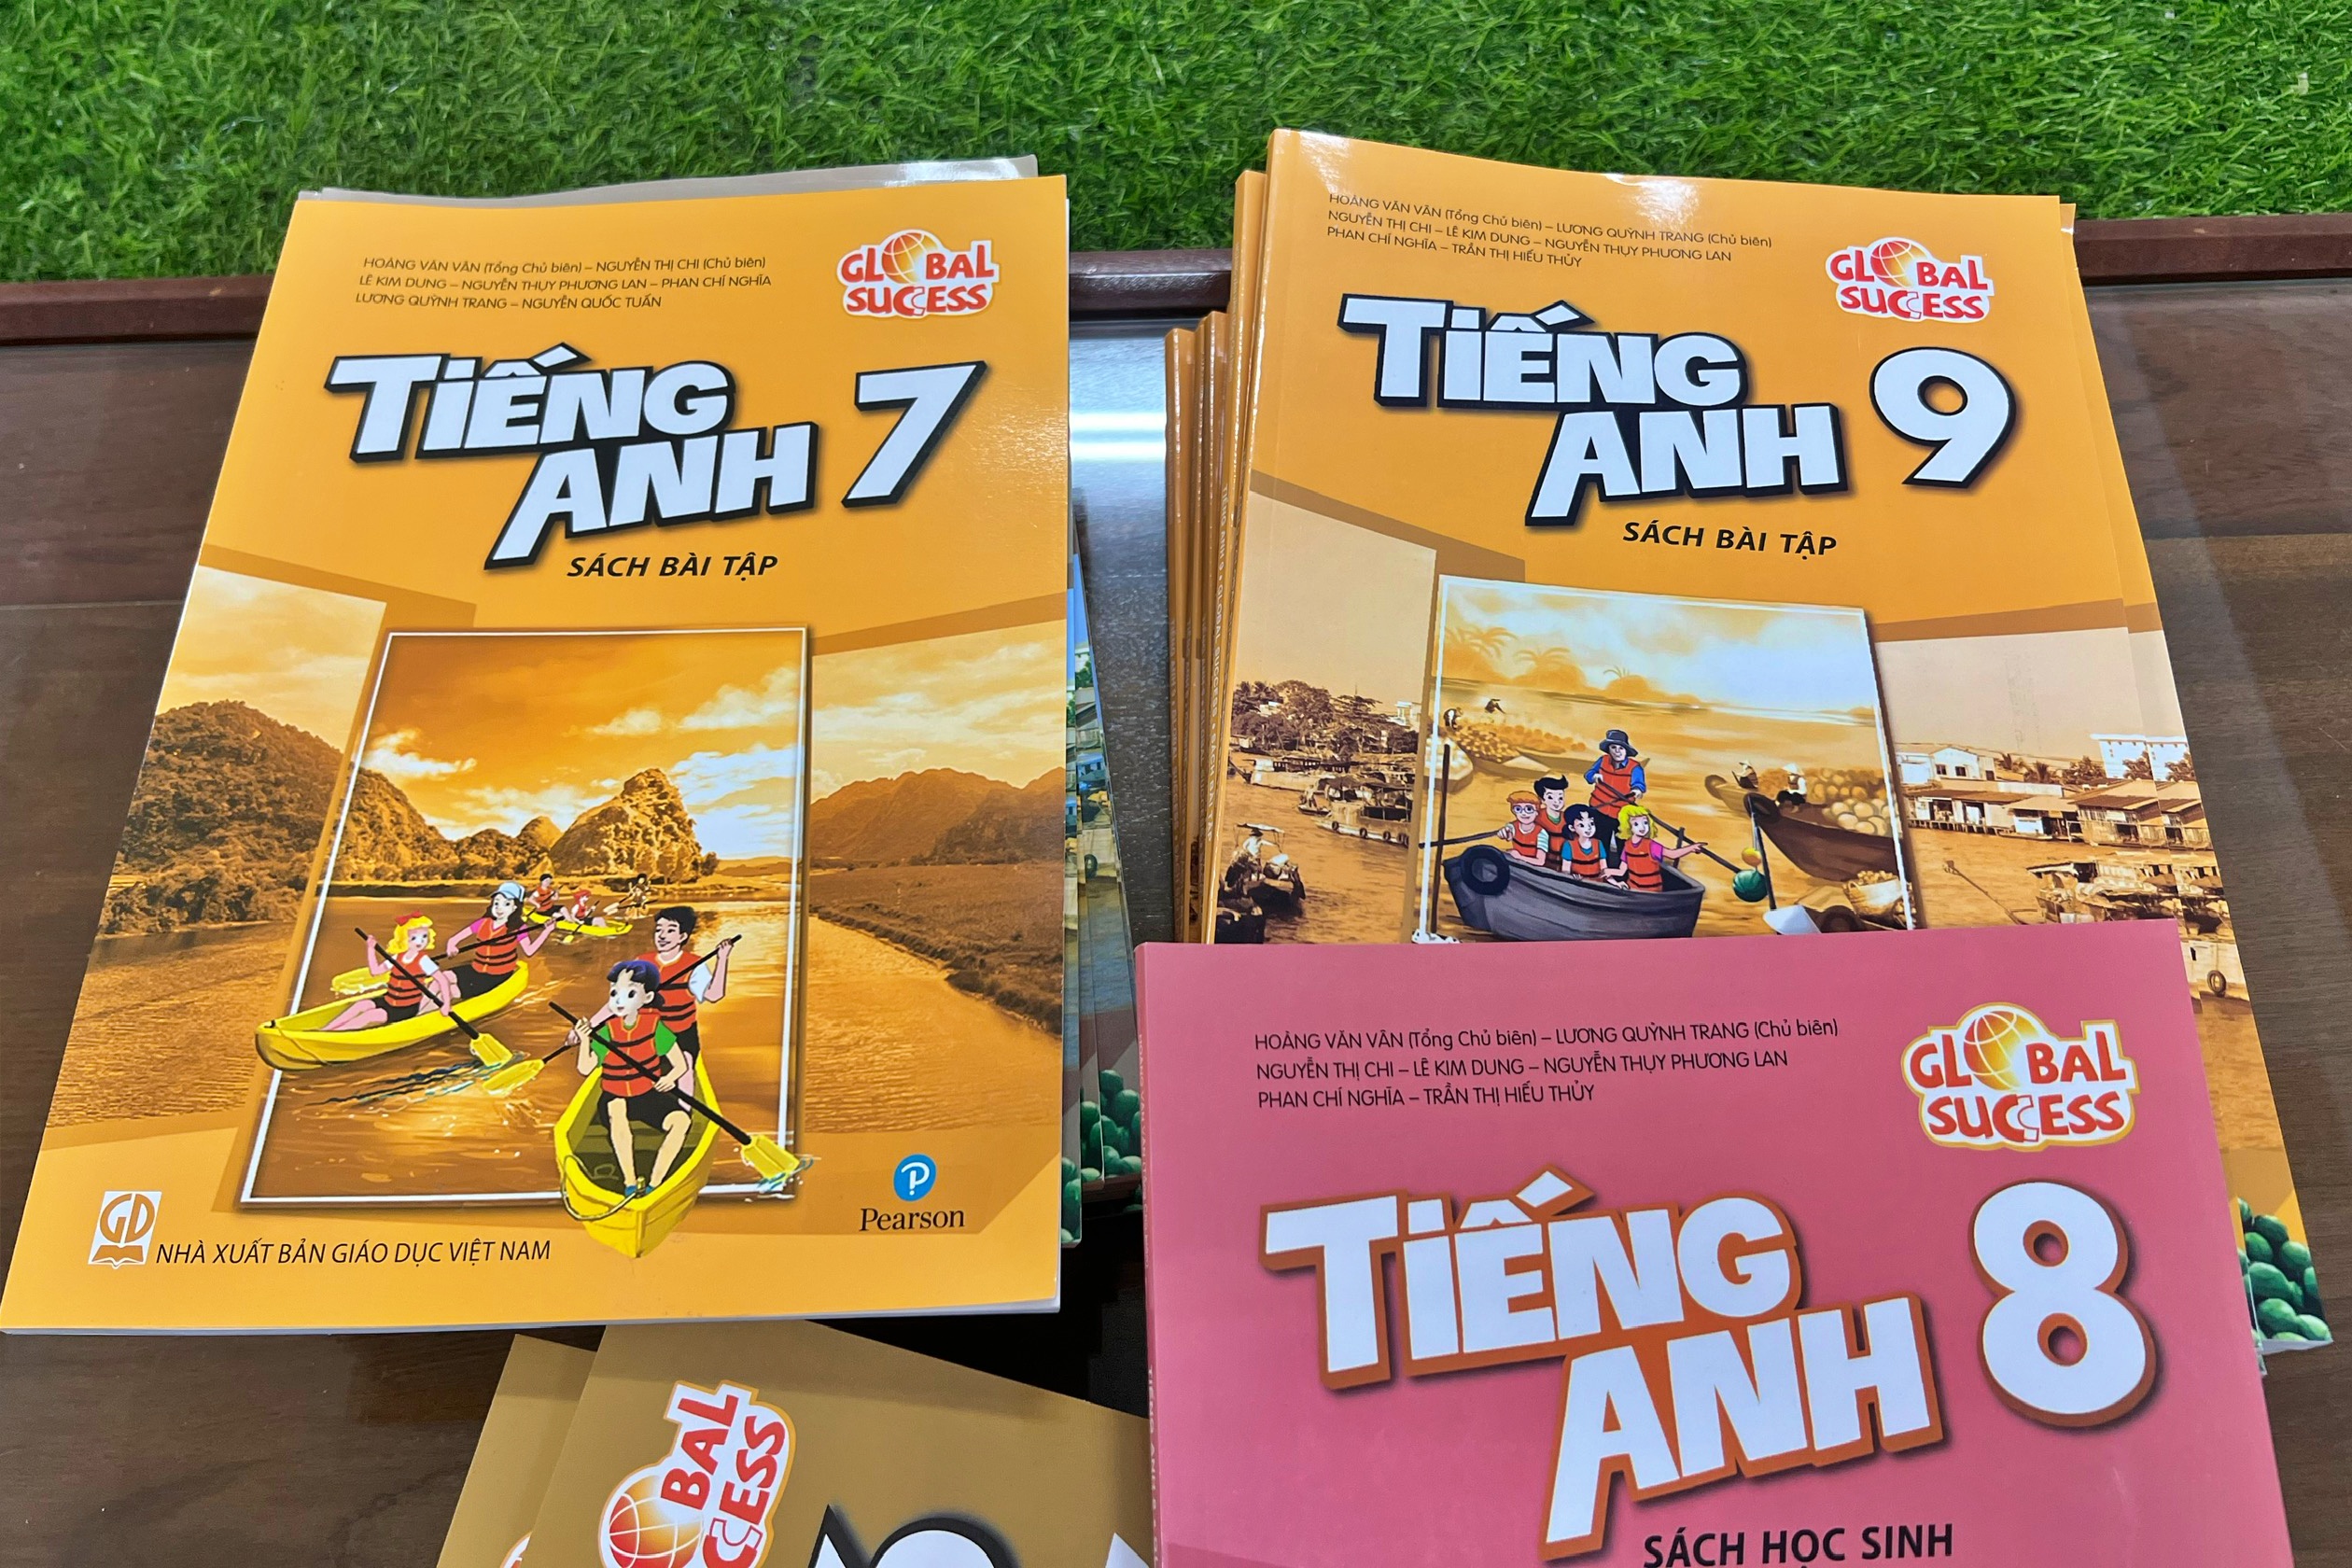 HOÀNG VĂN VÂN (Tổng Chủ biên) – NGUYỄN THỊ CHI (Chủ biên)
LÊ KIM DUNG – NGUYỄN THỤY PHƯƠNG LAN – PHAN CHÍ NGHĨA
LƯƠNG QUỲNH TRANG – NGUYỄN QUỐC TUẤN
GLOBAL
SUCCESS
TIẾNG
ANH 7
SÁCH BÀI TẬP
Pearson
GD
NHÀ XUẤT BẢN GIÁO DỤC VIỆT NAM
HOÀNG VĂN VÂN (Tổng Chủ biên) – LƯƠNG QUỲNH TRANG (Chủ biên)
NGUYỄN THỊ CHI – LÊ KIM DUNG – NGUYỄN THỤY PHƯƠNG LAN
PHAN CHÍ NGHĨA – TRẦN THỊ HIẾU THỦY
GLOBAL
SUCCESS
TIẾNG
ANH 9
SÁCH BÀI TẬP
HOÀNG VĂN VÂN (Tổng Chủ biên) – LƯƠNG QUỲNH TRANG (Chủ biên)
NGUYỄN THỊ CHI – LÊ KIM DUNG – NGUYỄN THỤY PHƯƠNG LAN
PHAN CHÍ NGHĨA – TRẦN THỊ HIẾU THỦY
GLOBAL
SUCCESS
TIẾNG
ANH 8
SÁCH HỌC SINH
BAL
CESS